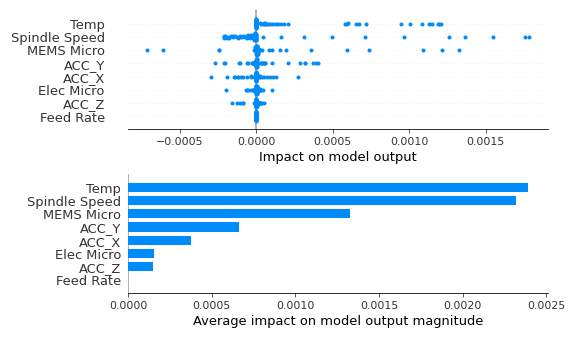 Temp
Spindle Speed
MEMS Micro
ACC_Y
ACC_X
Elec Micro
ACC_Z
Feed Rate
−0.0005 0.0000 0.0005 0.0010 0.0015
Impact on model output
Temp
Spindle Speed
MEMS Micro
ACC_Y
ACC_X
Elec Micro
ACC_Z
Feed Rate
0.0000 0.0005 0.0010 0.0015 0.0020 0.0025
Average impact on model output magnitude